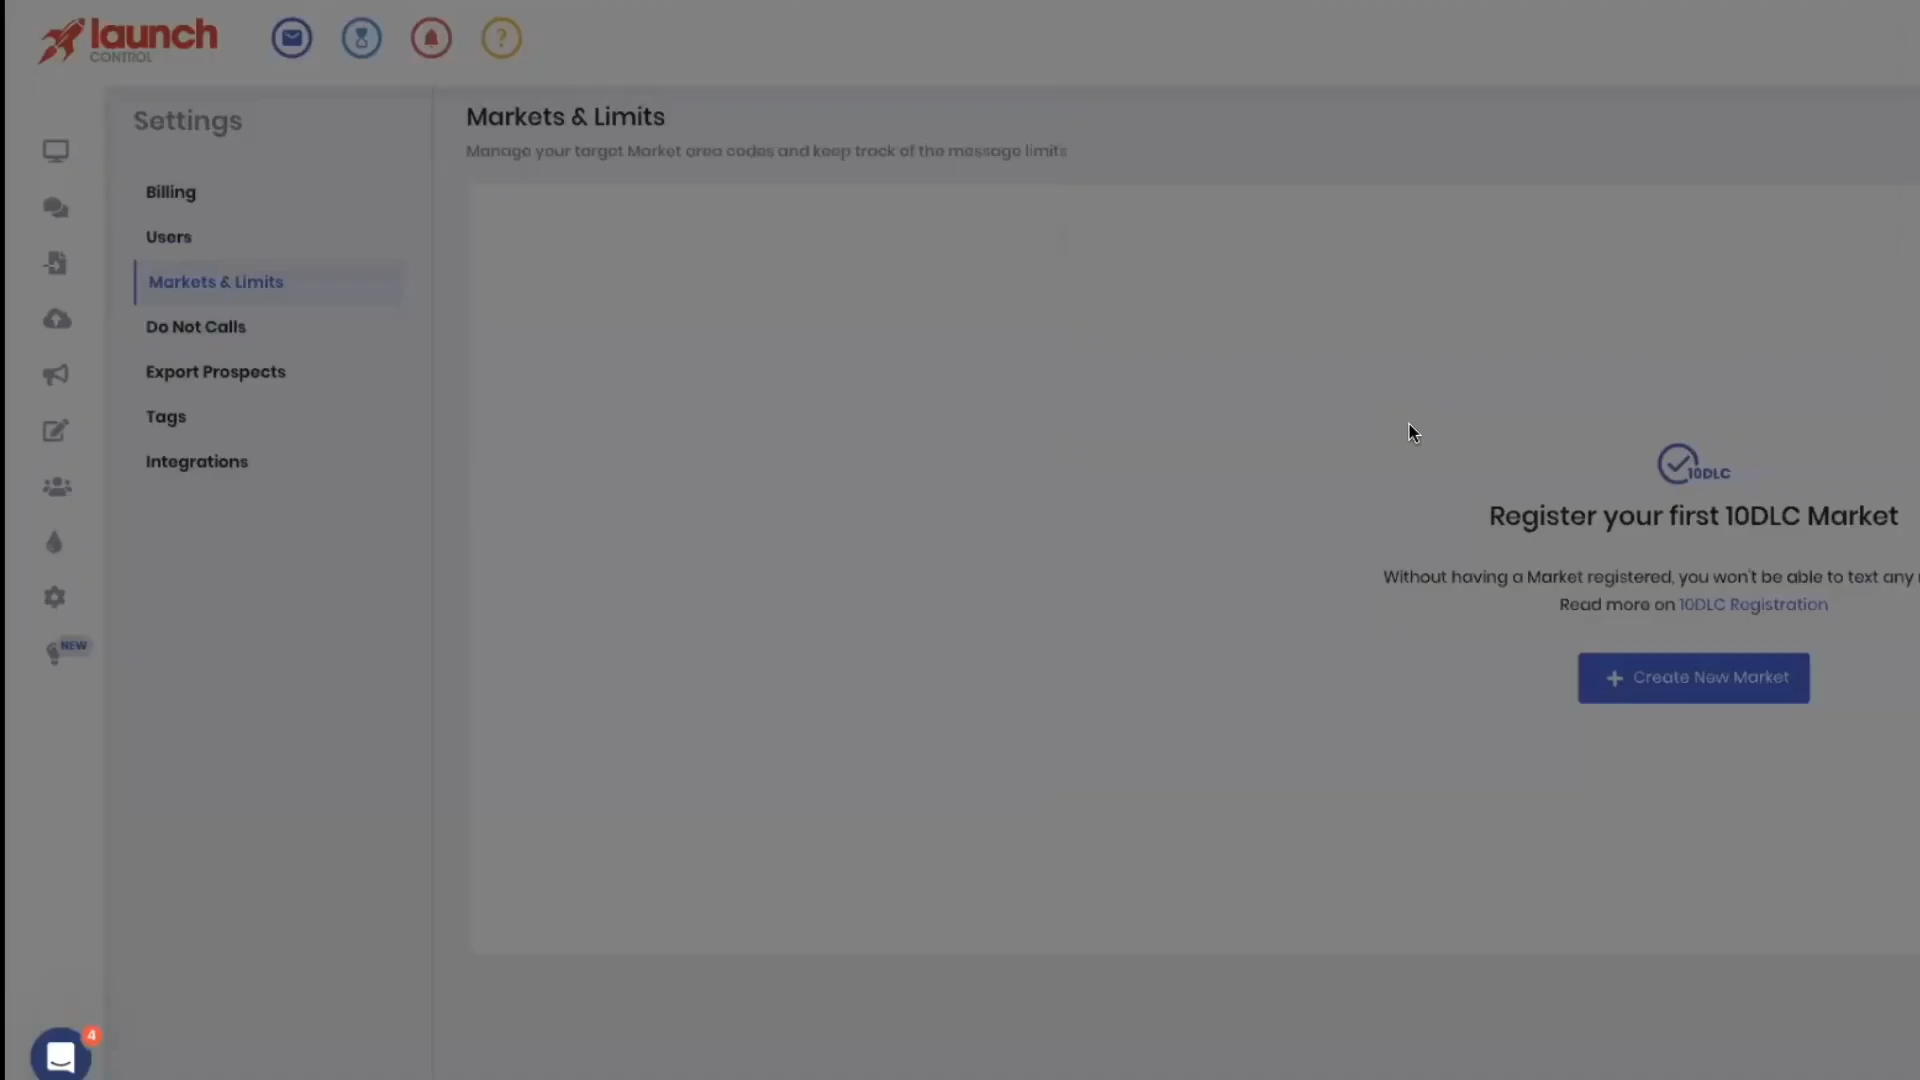 launch
CONTROL
?
Settings
Billing
Users
Markets & Limits
Do Not Calls
Export Prospects
Tags
Integrations
NEW
4
Markets & Limits
Manage your target Market area codes and keep track of the message limits
10DLC
Register your first 10DLC Market
Without having a Market registered, you won't be able to text any
Read more on 10DLC Registration
+ Create New Market